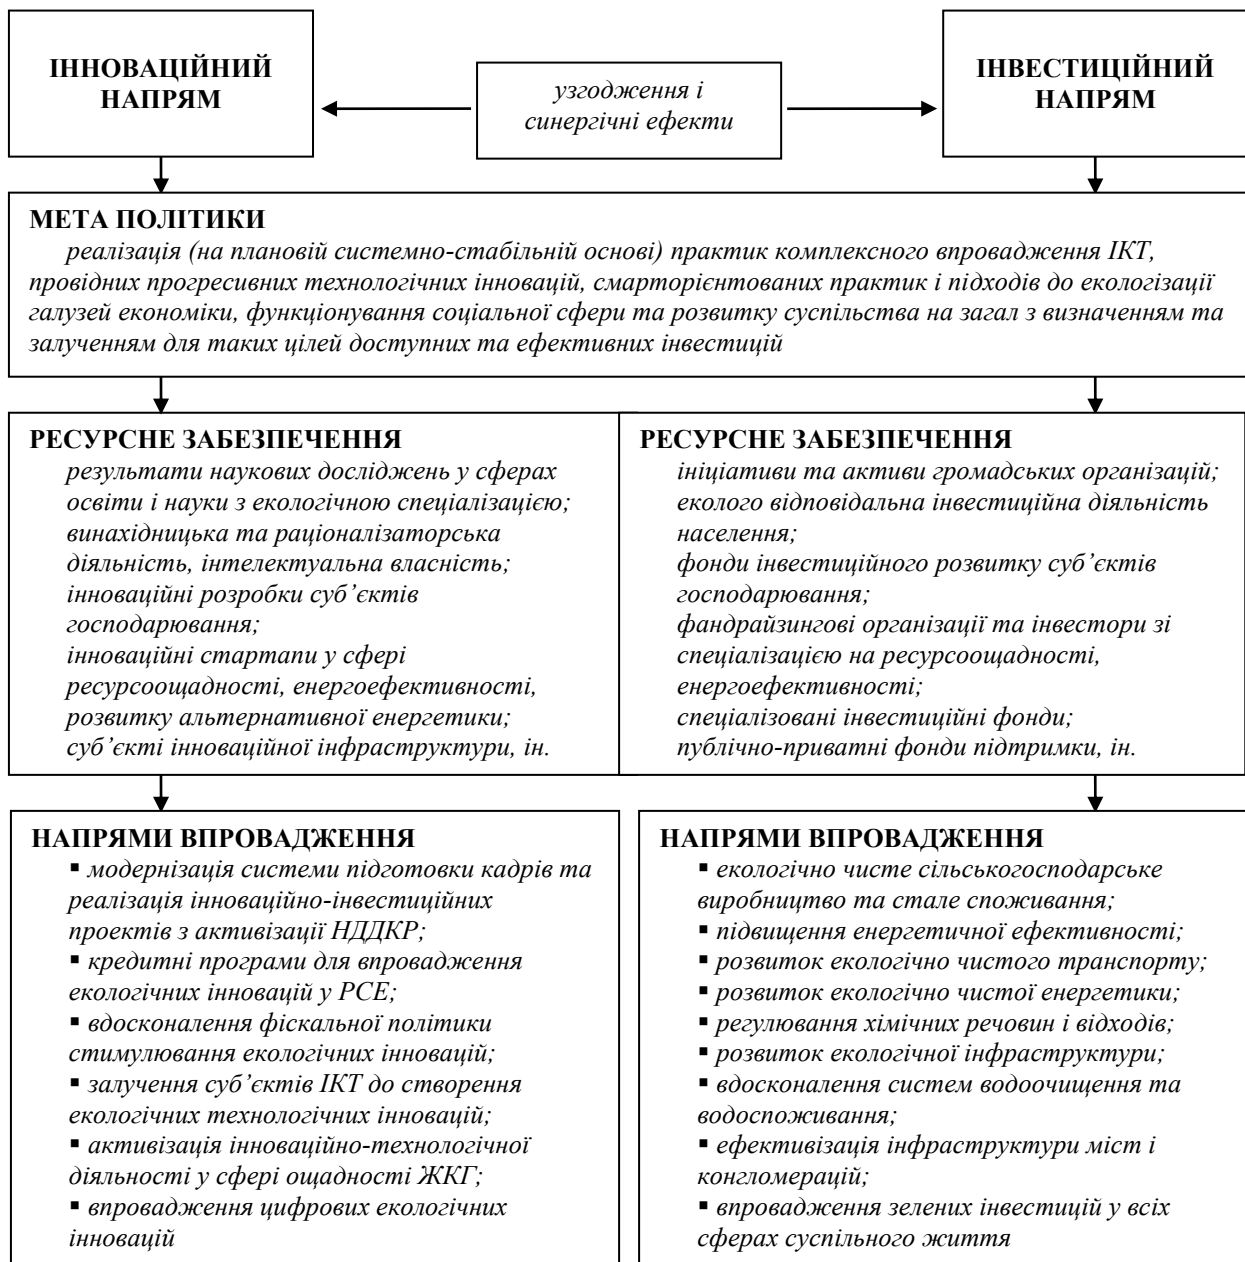 ІННОВАЦІЙНИЙ
НАПРЯМ
узгодження і
синергічні ефекти
ІНВЕСТИЦІЙНИЙ
НАПРЯМ
МЕТА ПОЛІТИКИ
реалізація (на плановій системно-стабільній основі) практик комплексного впровадження ІКТ,
провідних прогресивних технологічних інновацій, смарторієнтованих практик і підходів до екологізації
галузей економіки, функціонування соціальної сфери та розвитку суспільства на загал з визначенням та
залученням для таких цілей доступних та ефективних інвестицій
РЕСУРСНЕ ЗАБЕЗПЕЧЕННЯ
результати наукових досліджень у сферах
освіти і науки з екологічною спеціалізацією;
винахідницька та раціоналізаторська
діяльність, інтелектуальна власність;
інноваційні розробки суб’єктів
господарювання;
інноваційні стартапи у сфері
ресурсоощадності, енергоефективності,
розвитку альтернативної енергетики;
суб’єкті інноваційної інфраструктури, ін.
РЕСУРСНЕ ЗАБЕЗПЕЧЕННЯ
ініціативи та активи громадських організацій;
еколого відповідальна інвестиційна діяльність
населення;
фонди інвестиційного розвитку суб’єктів
господарювання;
фандрайзингові організації та інвестори зі
спеціалізацією на ресурсоощадності,
енергоефективності;
спеціалізовані інвестиційні фонди;
публічно-приватні фонди підтримки, ін.
НАПРЯМИ ВПРОВАДЖЕННЯ
▪ модернізація системи підготовки кадрів та
реалізація інноваційно-інвестиційних
проектів з активізації НДДКР;
▪ кредитні програми для впровадження
екологічних інновацій у РСЕ;
▪ вдосконалення фіскальної політики
стимулювання екологічних інновацій;
▪ залучення суб’єктів ІКТ до створення
екологічних технологічних інновацій;
▪ активізація інноваційно-технологічної
діяльності у сфері ощадності ЖКГ;
▪ впровадження цифрових екологічних
інновацій
НАПРЯМИ ВПРОВАДЖЕННЯ
▪ екологічно чисте сільськогосподарське
виробництво та стале споживання;
▪ підвищення енергетичної ефективності;
▪ розвиток екологічно чистого транспорту;
▪ розвиток екологічно чистої енергетики;
▪ регулювання хімічних речовин і відходів;
▪ розвиток екологічної інфраструктури;
▪ вдосконалення систем водоочищення та
водоспоживання;
▪ ефективізація інфраструктури міст і
конгломерацій;
▪ впровадження зелених інвестицій у всіх
сферах суспільного життя